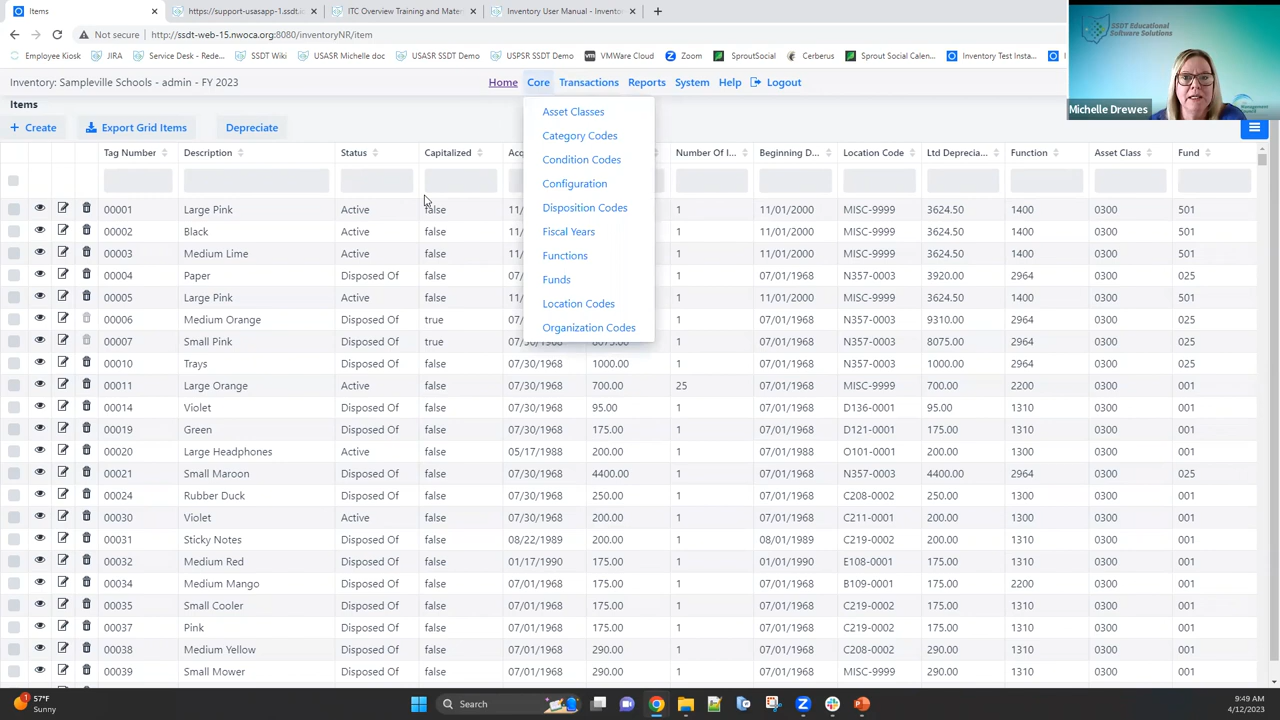 Items
https://support-usasapp-1.ssdt.io
ITC Overview Training and Mater
Inventory User Manual - Inventor
Not secure
http://ssdt-web-15.nwoca.org:8080/inventoryNR/item
Employee Kiosk JIRA Service Desk - Rede... SSDT Wiki USASR Michelle doc USASR SSDT Demo USPSR SSDT Demo VMWare Cloud Zoom SproutSocial Sprout Social Calen... Cerberus Inventory Test Insta...
SSDT Educational
Software Solutions
Michelle Drewes
Inventory: Sampleville Schools - admin - FY 2023
Home Core Transactions Reports System Help Logout
Items
Create Export Grid Items Depreciate
Asset Classes
Category Codes
Condition Codes
Configuration
Disposition Codes
Fiscal Years
Functions
Funds
Location Codes
Organization Codes
Tag Number Description Status Capitalized Acq Number Of I... Beginning D... Location Code Ltd Deprecia... Function Asset Class Fund
00001 Large Pink Active false 11/0 1 11/01/2000 MISC-9999 3624.50 1400 0300 501
00002 Black Active false 11/0 1 11/01/2000 MISC-9999 3624.50 1400 0300 501
00003 Medium Lime Active false 11/0 1 11/01/2000 MISC-9999 3624.50 1400 0300 501
00004 Paper Disposed Of false 07/ 1 07/01/1968 N357-0003 3920.00 2964 0300 025
00005 Large Pink Active false 11/ 1 11/01/2000 MISC-9999 3624.50 1400 0300 501
00006 Medium Orange Disposed Of true 07/ 1 07/01/1968 N357-0003 9310.00 2964 0300 025
00007 Small Pink Disposed Of true 07/30/1968 8075.00 1 07/01/1968 N357-0003 8075.00 2964 0300 025
00010 Trays Disposed Of false 07/30/1968 1000.00 1 07/01/1968 N357-0003 1000.00 2964 0300 025
00011 Large Orange Active false 07/30/1968 700.00 25 07/01/1968 MISC-9999 700.00 2200 0300 001
00014 Violet Disposed Of false 07/30/1968 95.00 1 07/01/1968 D136-0001 95.00 1310 0300 001
00019 Green Disposed Of false 07/30/1968 175.00 1 07/01/1968 D121-0001 175.00 1310 0300 001
00020 Large Headphones Active false 05/17/1988 200.00 1 07/01/1988 O101-0001 200.00 1300 0300 001
00021 Small Maroon Disposed Of false 07/30/1968 4400.00 1 07/01/1968 N357-0003 4400.00 2964 0300 025
00024 Rubber Duck Disposed Of false 07/30/1968 250.00 1 07/01/1968 C208-0002 250.00 1300 0300 001
00030 Violet Active false 07/30/1968 200.00 1 07/01/1968 C211-0001 200.00 1300 0300 001
00031 Sticky Notes Disposed Of false 08/22/1989 200.00 1 08/01/1989 C219-0002 200.00 1310 0300 001
00032 Medium Red Disposed Of false 01/17/1990 175.00 1 01/01/1990 E108-0001 175.00 1310 0300 001
00034 Medium Mango Disposed Of false 07/01/1968 175.00 1 07/01/1968 B109-0001 175.00 2200 0300 001
00035 Small Cooler Disposed Of false 07/01/1968 175.00 1 07/01/1968 C219-0002 175.00 1310 0300 001
00037 Pink Disposed Of false 07/01/1968 175.00 1 07/01/1968 C219-0002 175.00 1310 0300 001
00038 Medium Yellow Disposed Of false 07/01/1968 290.00 1 07/01/1968 C208-0002 290.00 1310 0300 001
00039 Small Mower Disposed Of false 07/01/1968 290.00 1 07/01/1968 MISC-9999 290.00 1310 0300 001
57°F
Sunny
Search
9:49 AM
4/12/2023